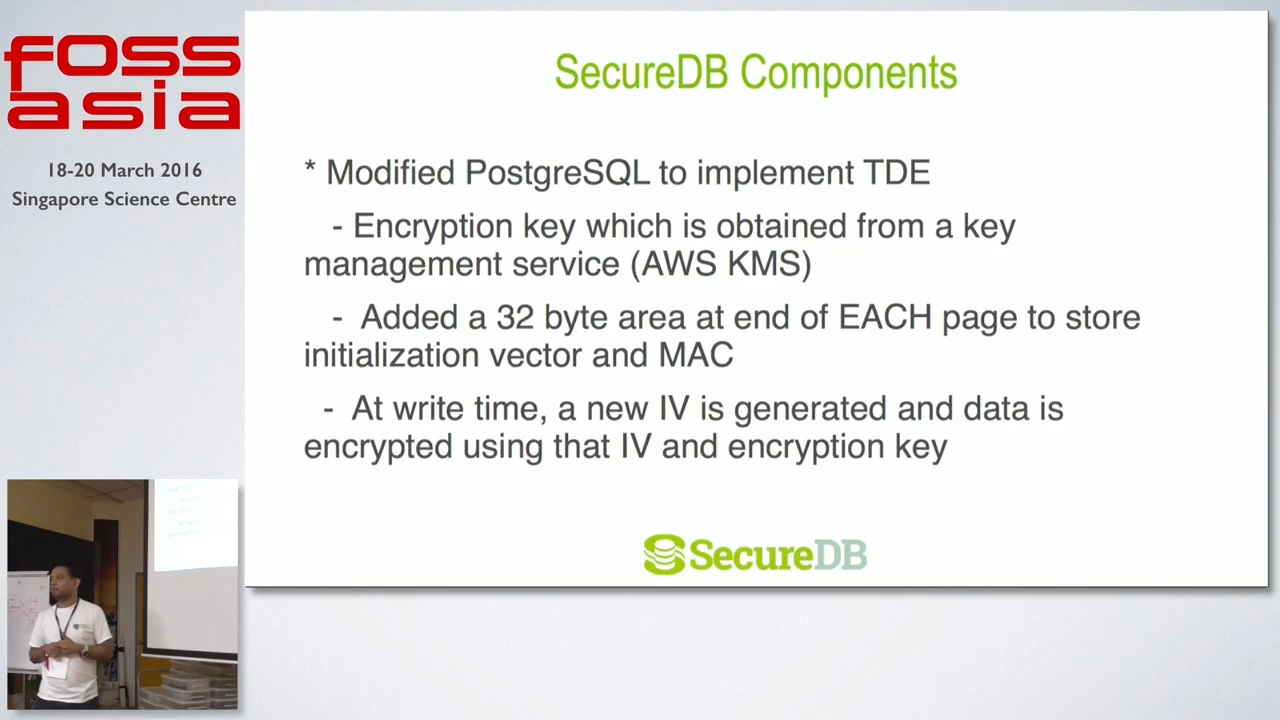 foss
asia
18-20 March 2016
Singapore Science Centre
SecureDB Components
* Modified PostgreSQL to implement TDE
- Encryption key which is obtained from a key
management service (AWS KMS)
- Added a 32 byte area at end of EACH page to store
initialization vector and MAC
- At write time, a new IV is generated and data is
encrypted using that IV and encryption key
SecureDB